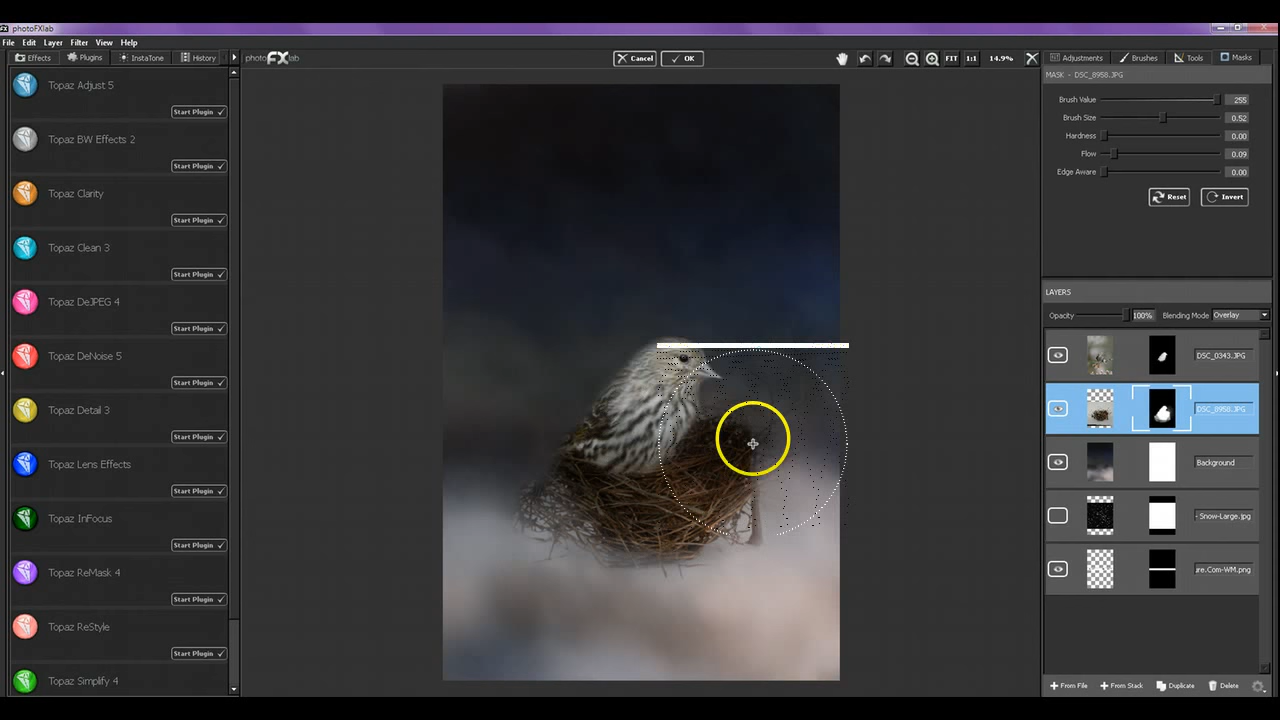 FX photoFXlab
File Edit Layer Filter View Help
Effects Plugins InstaTone History
photoFXlab
Cancel OK
FIT 1:1 14.9%
Adjustments Brushes Tools Masks
MASK - DSC_8958.JPG
Brush Value 255
Brush Size 0.52
Hardness 0.00
Flow 0.09
Edge Aware 0.00
Reset Invert
Topaz Adjust 5
Start Plugin
Topaz BW Effects 2
Start Plugin
Topaz Clarity
Start Plugin
Topaz Clean 3
Start Plugin
Topaz DeJPEG 4
Start Plugin
Topaz DeNoise 5
Start Plugin
Topaz Detail 3
Start Plugin
Topaz Lens Effects
Start Plugin
Topaz InFocus
Start Plugin
Topaz ReMask 4
Start Plugin
Topaz ReStyle
Start Plugin
Topaz Simplify 4
LAYERS
Opacity 100% Blending Mode Overlay
DSC_0343.JPG
DSC_8958.JPG
Background
- Snow-Large.jpg
ure.Com-WM.png
From File From Stack Duplicate Delete